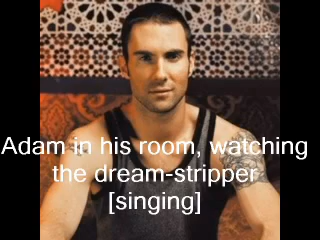 Adam in his room, watching
the dream-stripper
[singing]